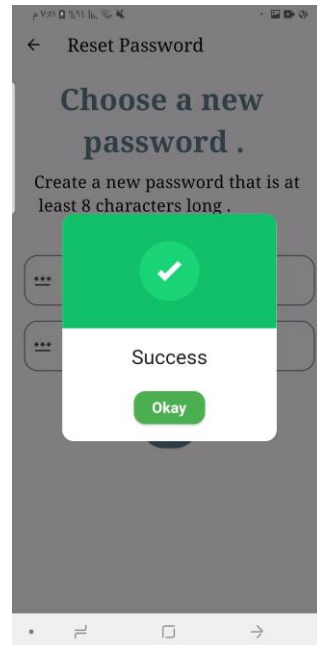 Reset Password
Choose a new
password .
Create a new password that is at
least 8 characters long .
Success
Okay